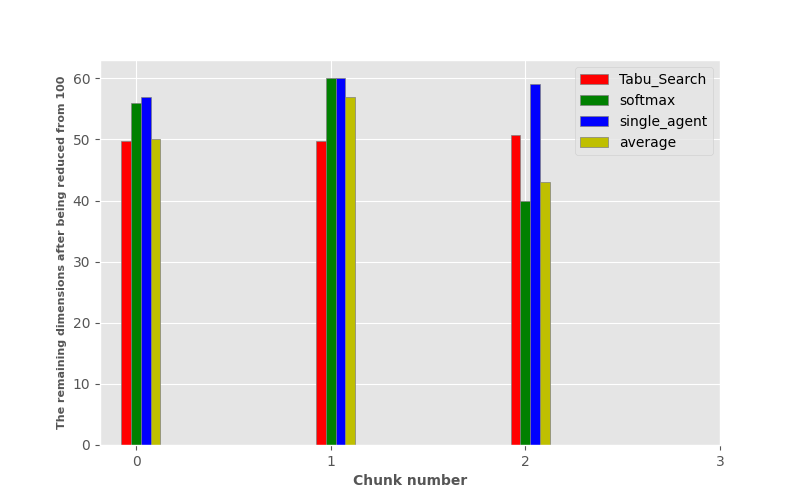 The remaining dimensions after being reduced from 100
60
50
40
30
20
10
0
0 1 2 3
Chunk number
Tabu_Search
softmax
single_agent
average